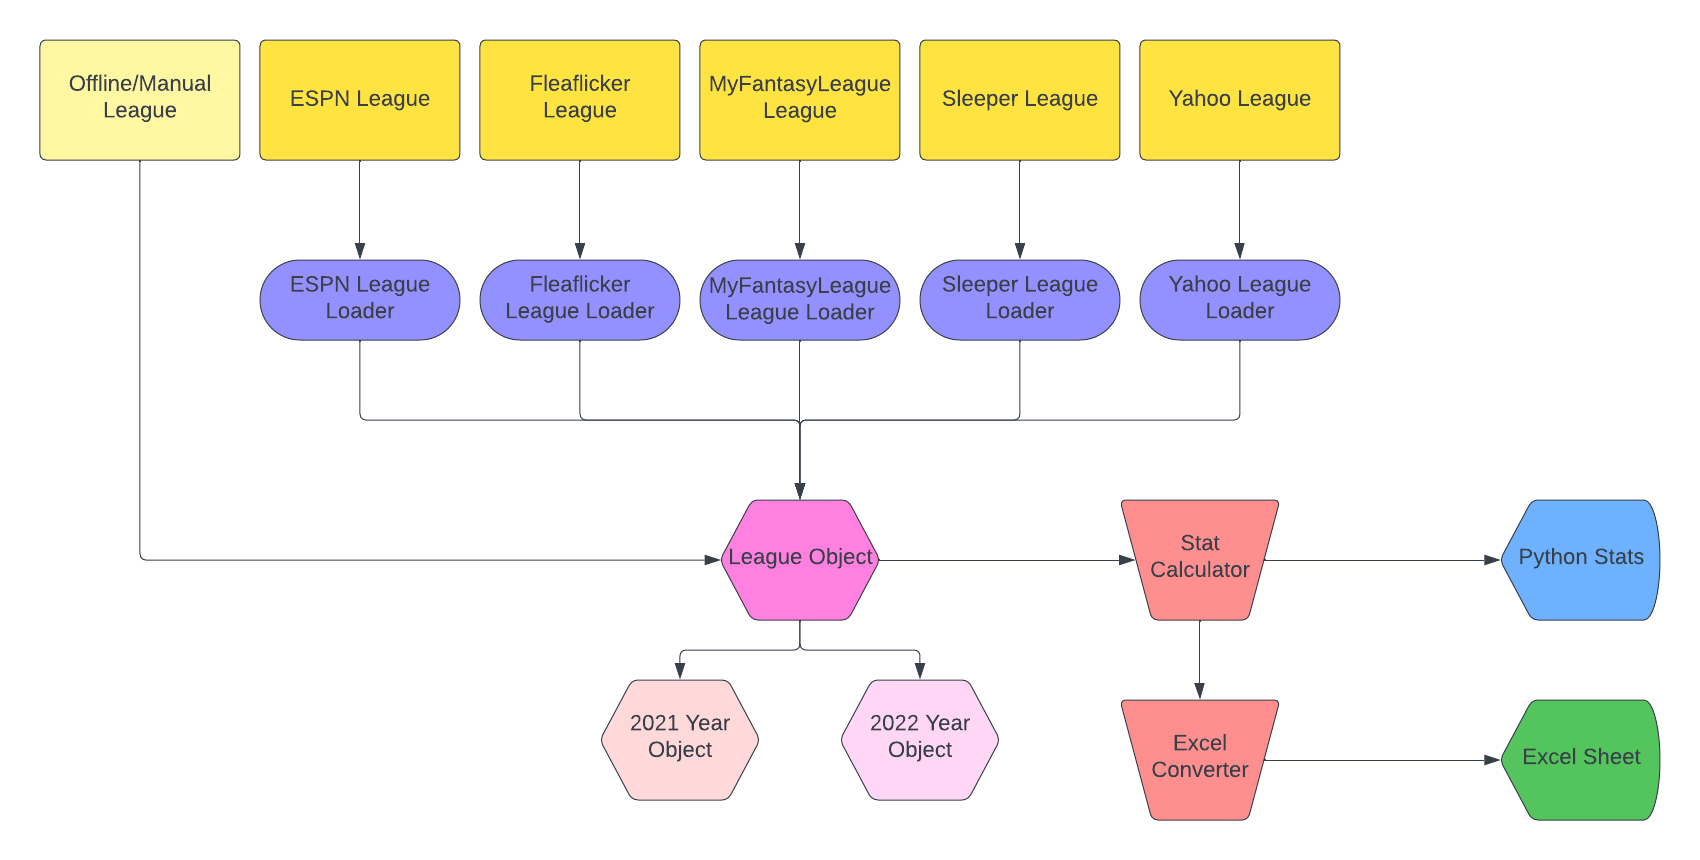 Offline/Manual
League
ESPN League
Fleaflicker
League
MyFantasyLeague
League
Sleeper League
Yahoo League
ESPN League
Loader
Fleaflicker
League Loader
MyFantasyLeague
League Loader
Sleeper League
Loader
Yahoo League
Loader
League Object
Stat
Calculator
Python Stats
2021 Year
Object
2022 Year
Object
Excel
Converter
Excel Sheet